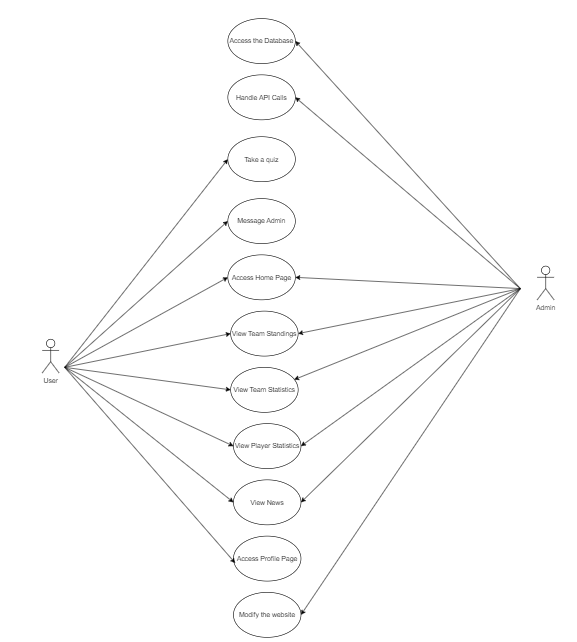 Access the Database
Handle API Calls
Take a quiz
Message Admin
Access Home Page
Admin
View Team Standings
User
View Team Statistics
View Player Statistics
View News
Access Profile Page
Modify the website